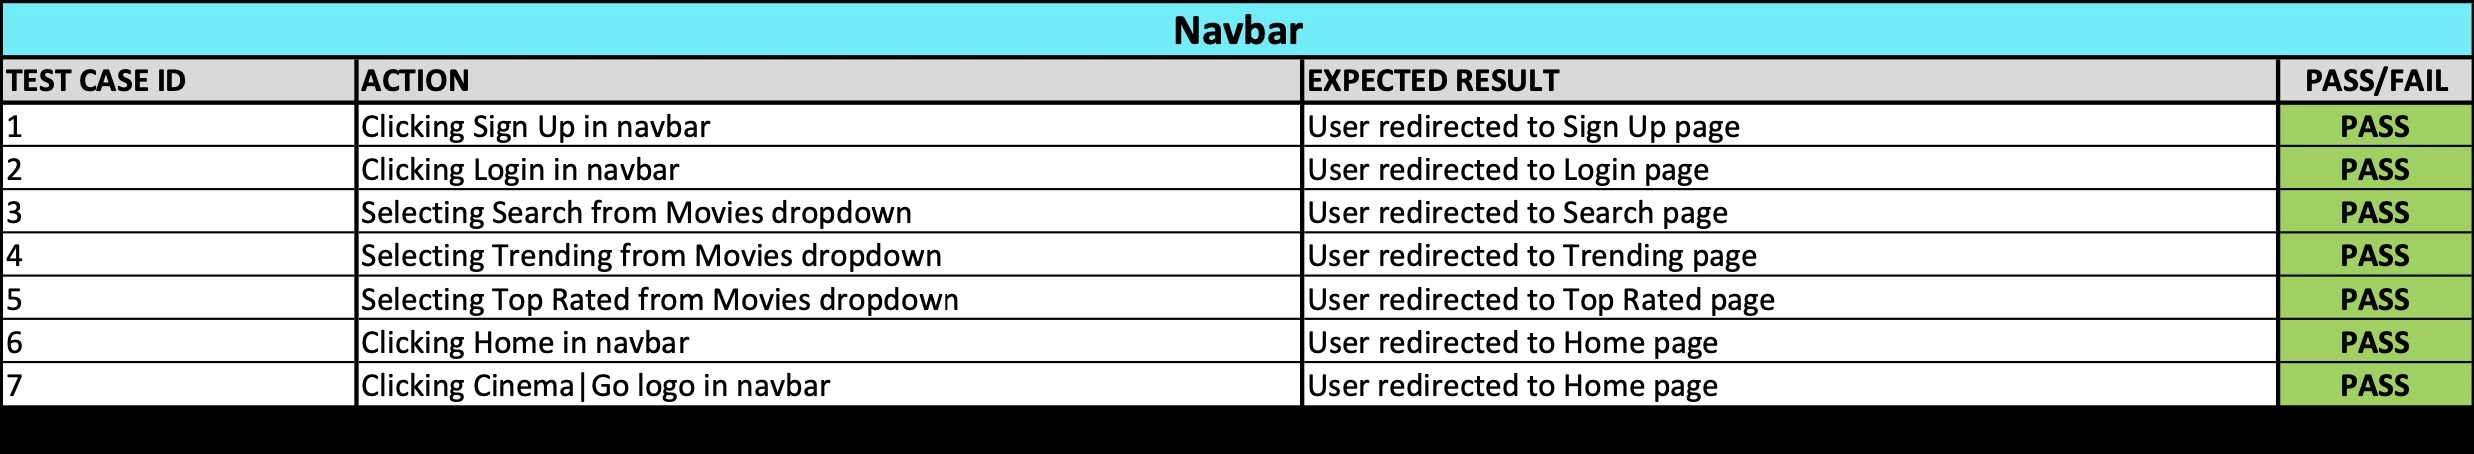 Navbar
TEST CASE ID ACTION EXPECTED RESULT PASS/FAIL
1 Clicking Sign Up in navbar User redirected to Sign Up page PASS
2 Clicking Login in navbar User redirected to Login page PASS
3 Selecting Search from Movies dropdown User redirected to Search page PASS
4 Selecting Trending from Movies dropdown User redirected to Trending page PASS
5 Selecting Top Rated from Movies dropdown User redirected to Top Rated page PASS
6 Clicking Home in navbar User redirected to Home page PASS
7 Clicking Cinema|Go logo in navbar User redirected to Home page PASS